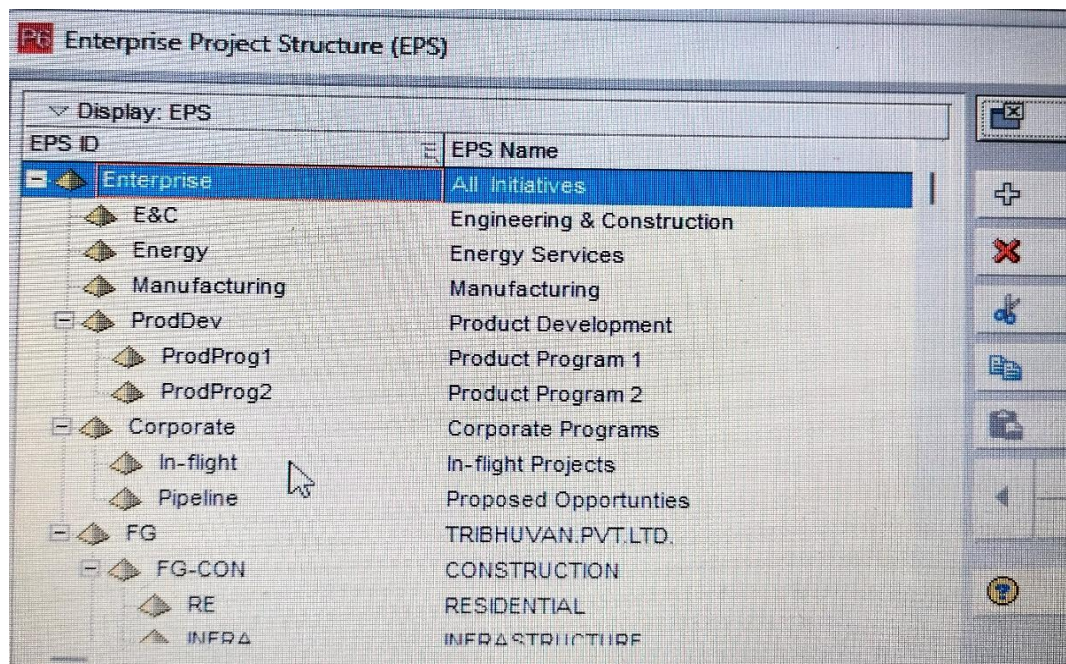 P6 Enterprise Project Structure (EPS)
Display: EPS
EPS ID EPS Name
Enterprise All Initiatives
E&C Engineering & Construction
Energy Energy Services
Manufacturing Manufacturing
ProdDev Product Development
ProdProg1 Product Program 1
ProdProg2 Product Program 2
Corporate Corporate Programs
In-flight In-flight Projects
Pipeline Proposed Opportunties
FG TRIBHUVAN.PVT.LTD.
FG-CON CONSTRUCTION
RE RESIDENTIAL
INFRA INFRASTRUCTURE